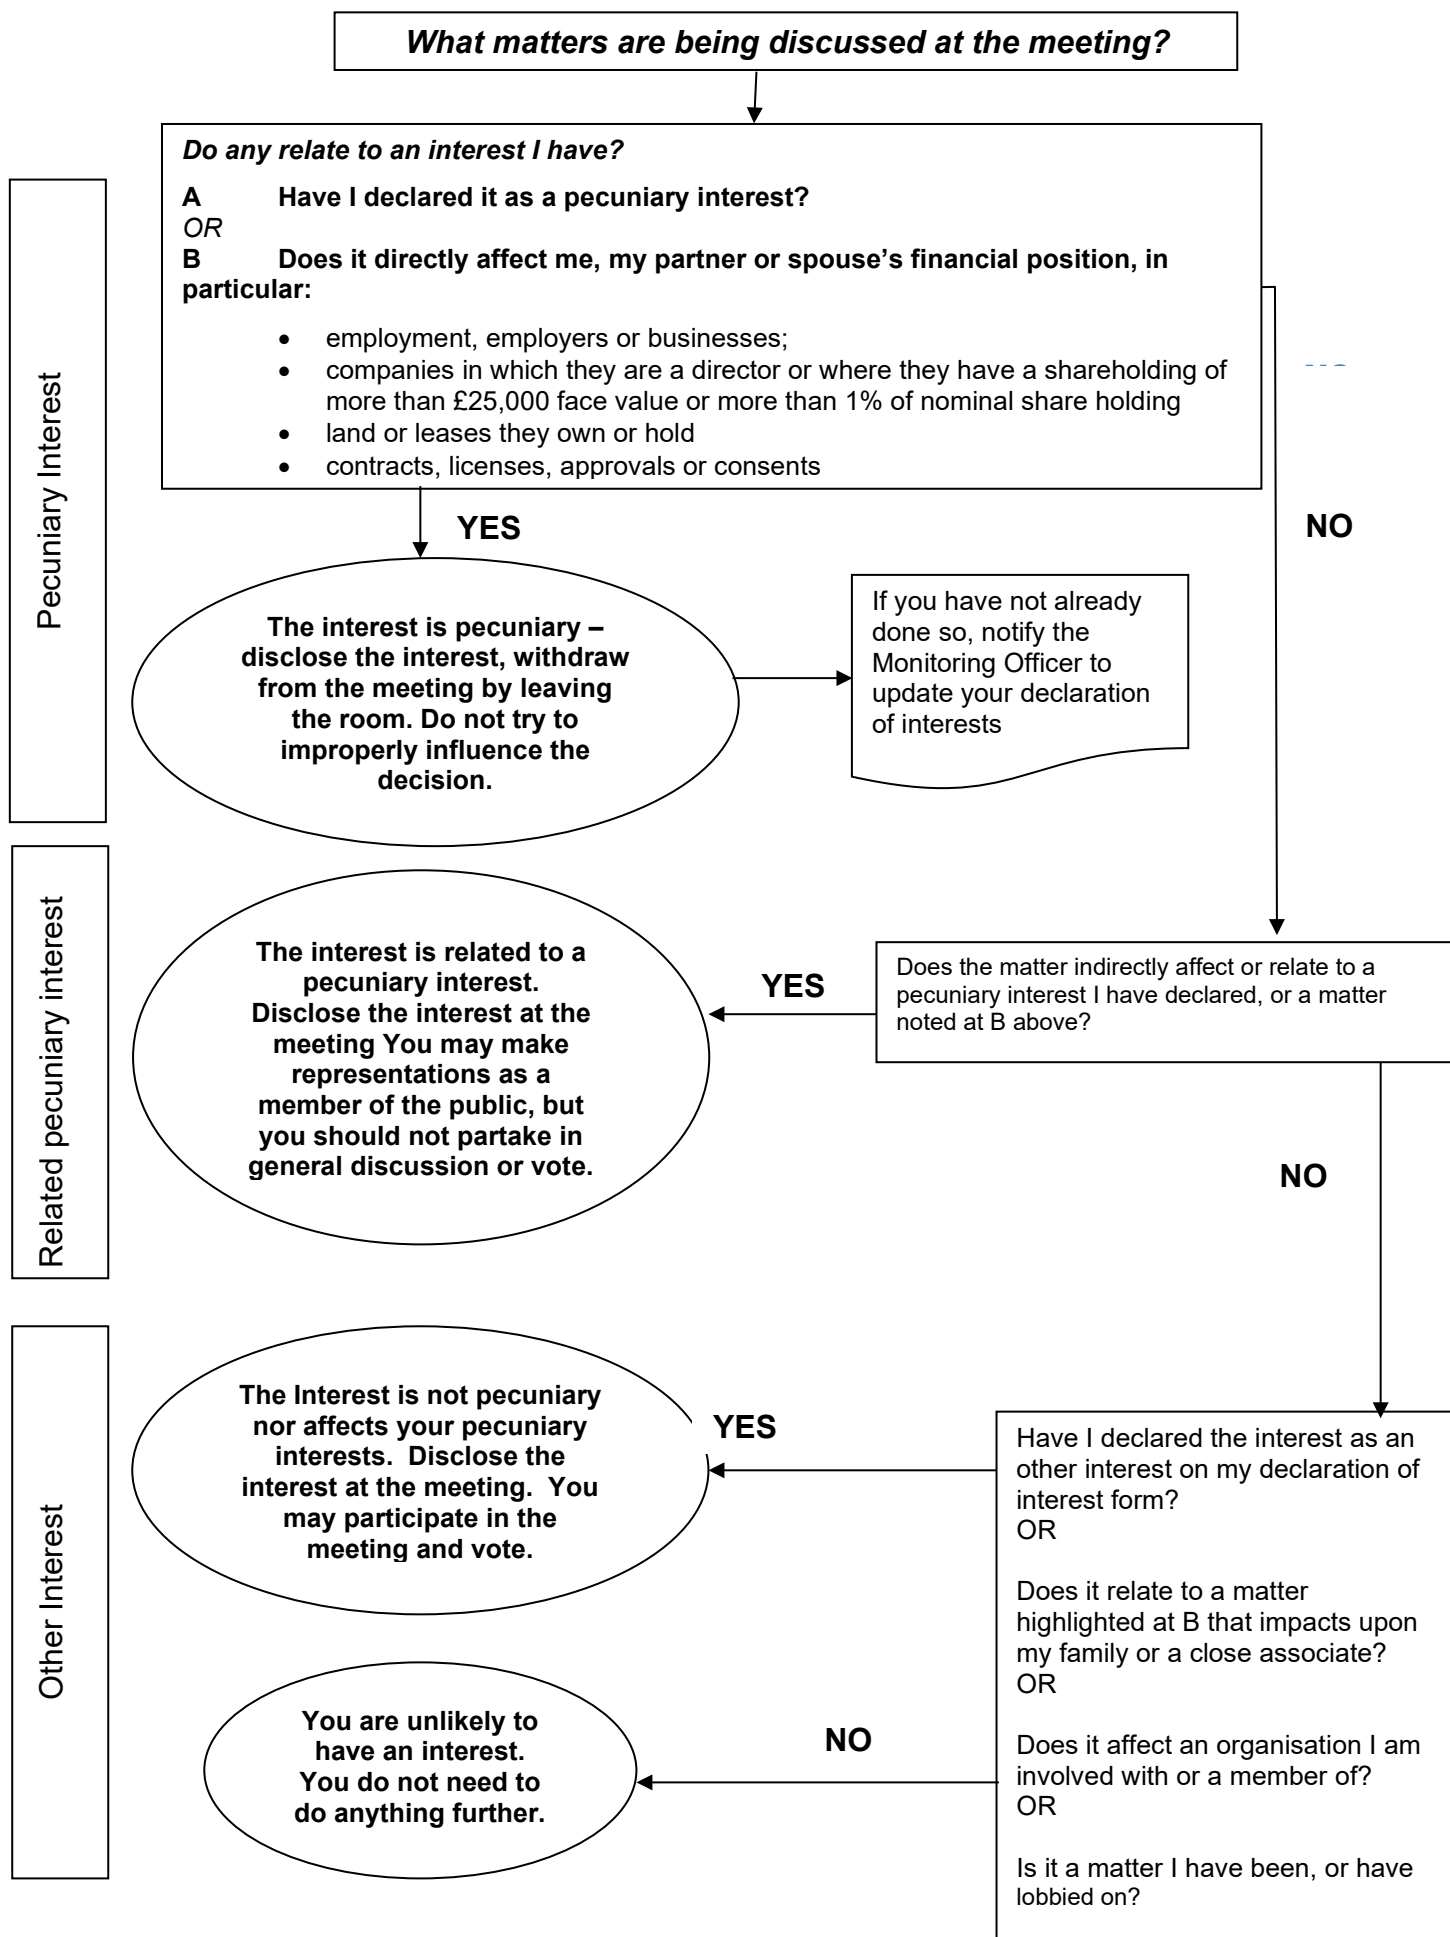 What matters are being discussed at the meeting?
Do any relate to an interest I have?
A Have I declared it as a pecuniary interest?
OR
B Does it directly affect me, my partner or spouse’s financial position, in
particular:
• employment, employers or businesses;
• companies in which they are a director or where they have a shareholding of
more than £25,000 face value or more than 1% of nominal share holding
• land or leases they own or hold
• contracts, licenses, approvals or consents
Pecuniary Interest
YES
NO
The interest is pecuniary –
disclose the interest, withdraw
from the meeting by leaving
the room. Do not try to
improperly influence the
decision.
If you have not already
done so, notify the
Monitoring Officer to
update your declaration
of interests
Related pecuniary interest
The interest is related to a
pecuniary interest.
Disclose the interest at the
meeting You may make
representations as a
member of the public, but
you should not partake in
general discussion or vote.
YES
Does the matter indirectly affect or relate to a
pecuniary interest I have declared, or a matter
noted at B above?
NO
Other Interest
The Interest is not pecuniary
nor affects your pecuniary
interests. Disclose the
interest at the meeting. You
may participate in the
meeting and vote.
YES
Have I declared the interest as an
other interest on my declaration of
interest form?
OR
Does it relate to a matter
highlighted at B that impacts upon
my family or a close associate?
OR
Does it affect an organisation I am
involved with or a member of?
OR
Is it a matter I have been, or have
lobbied on?
NO
You are unlikely to
have an interest.
You do not need to
do anything further.